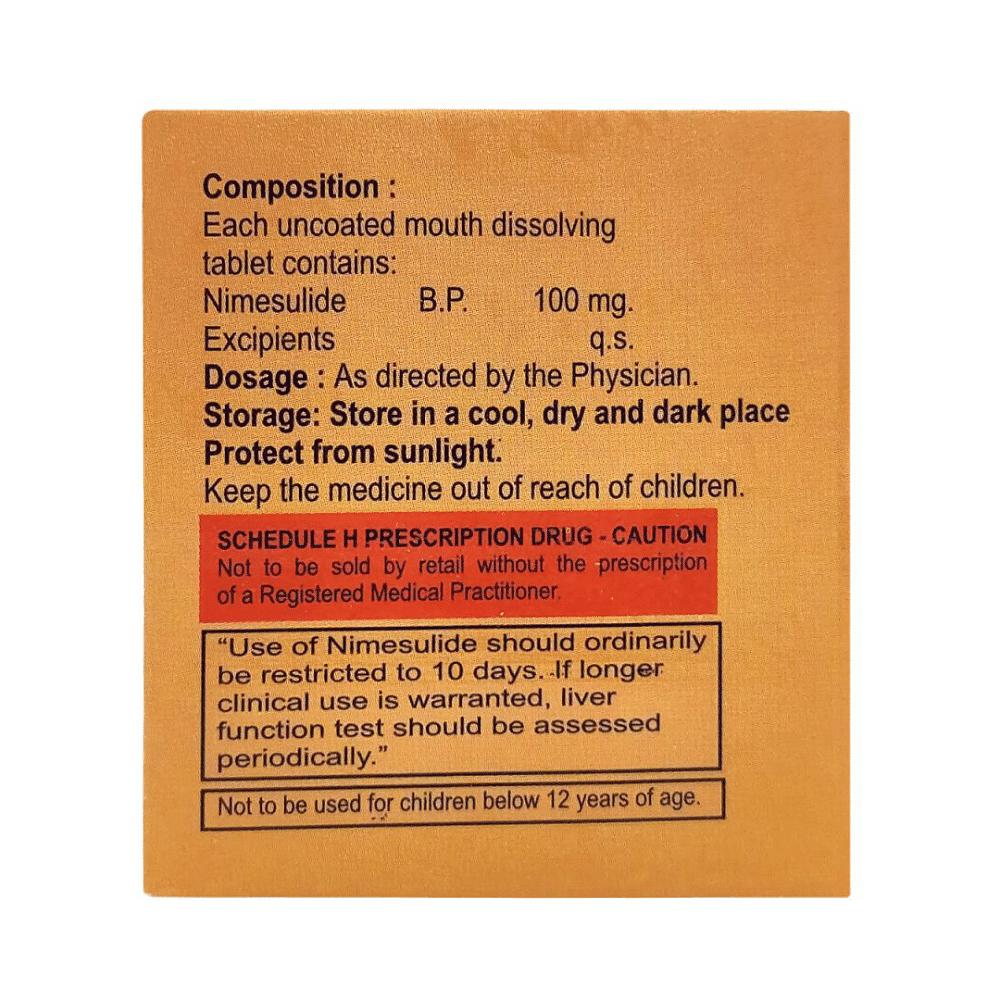 Composition :
Each uncoated mouth dissolving
tablet contains:
Nimesulide B.P. 100 mg.
Excipients q.s.
Dosage : As directed by the Physician.
Storage: Store in a cool, dry and dark place
Protect from sunlight.
Keep the medicine out of reach of children.
SCHEDULE H PRESCRIPTION DRUG - CAUTION
Not to be sold by retail without the prescription
of a Registered Medical Practitioner.
“Use of Nimesulide should ordinarily
be restricted to 10 days. If longer
clinical use is warranted, liver
function test should be assessed
periodically.”
Not to be used for children below 12 years of age.